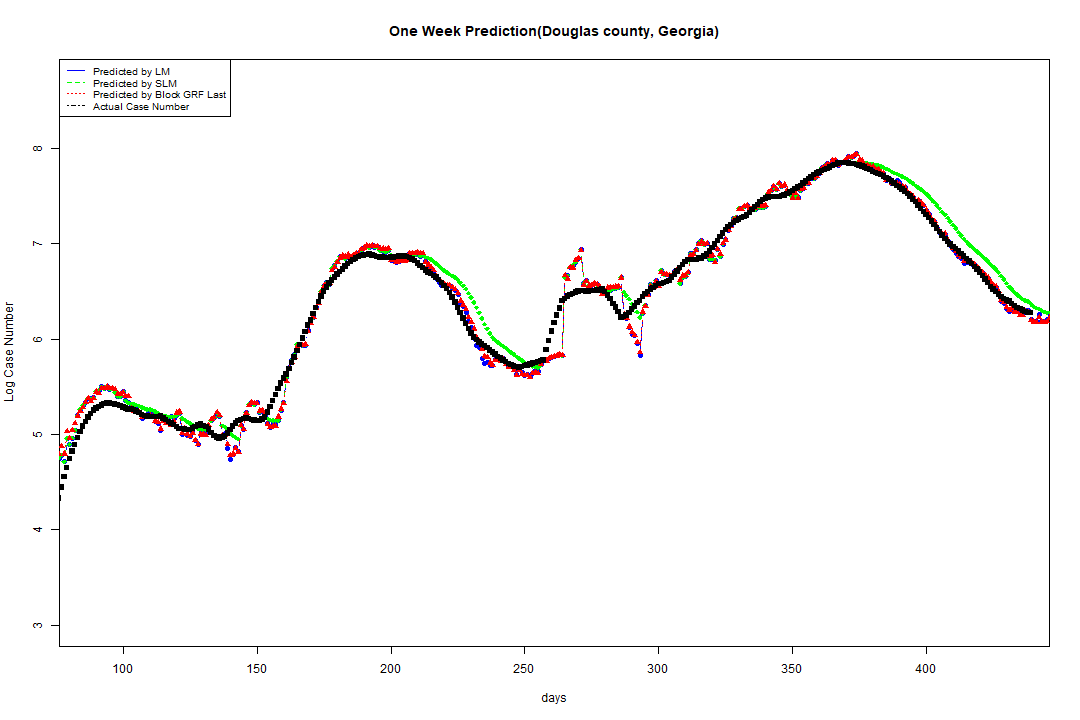 One Week Prediction(Douglas county, Georgia)
Predicted by LM
Predicted by SLM
Predicted by Block GRF Last
Actual Case Number
Log Case Number
8
7
6
5
4
3
100 150 200 250 300 350 400
days